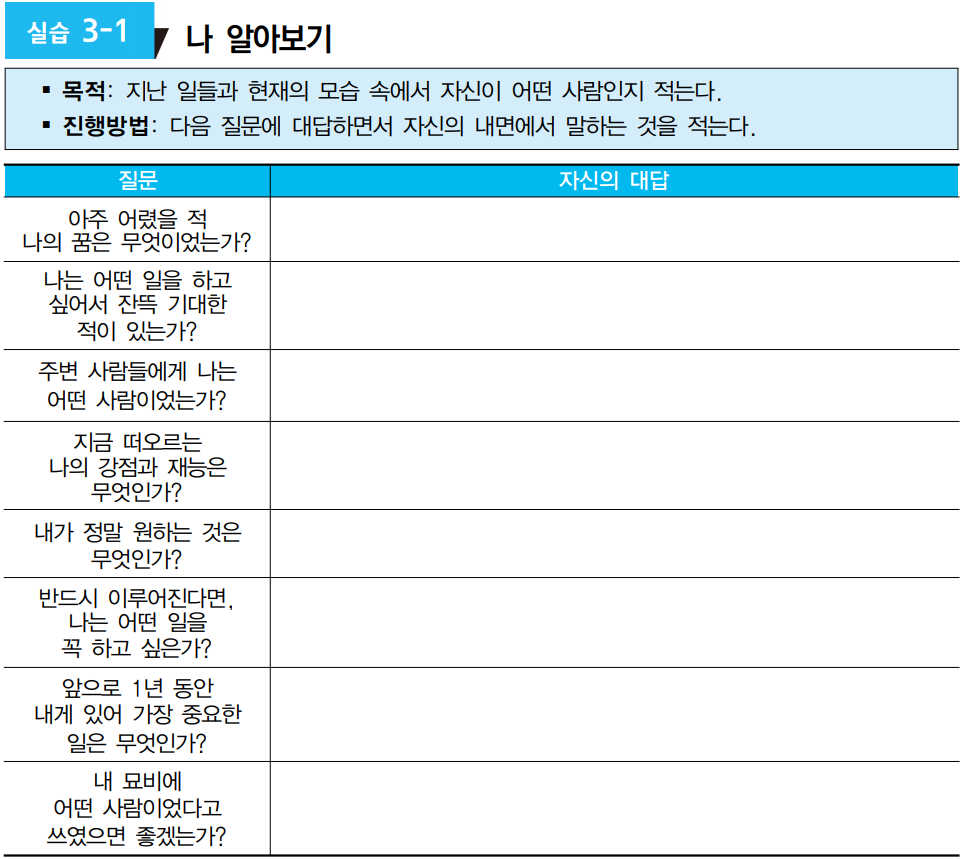 실습 3-1 나 알아보기
▪ 목적: 지난 일들과 현재의 모습 속에서 자신이 어떤 사람인지 적는다.
▪ 진행방법: 다음 질문에 대답하면서 자신의 내면에서 말하는 것을 적는다.
질문 자신의 대답
아주 어렸을 적
나의 꿈은 무엇이었는가?
나는 어떤 일을 하고
싶어서 잔뜩 기대한
적이 있는가?
주변 사람들에게 나는
어떤 사람이었는가?
지금 떠오르는
나의 강점과 재능은
무엇인가?
내가 정말 원하는 것은
무엇인가?
반드시 이루어진다면,
나는 어떤 일을
꼭 하고 싶은가?
앞으로 1년 동안
내게 있어 가장 중요한
일은 무엇인가?
내 묘비에
어떤 사람이었다고
쓰였으면 좋겠는가?